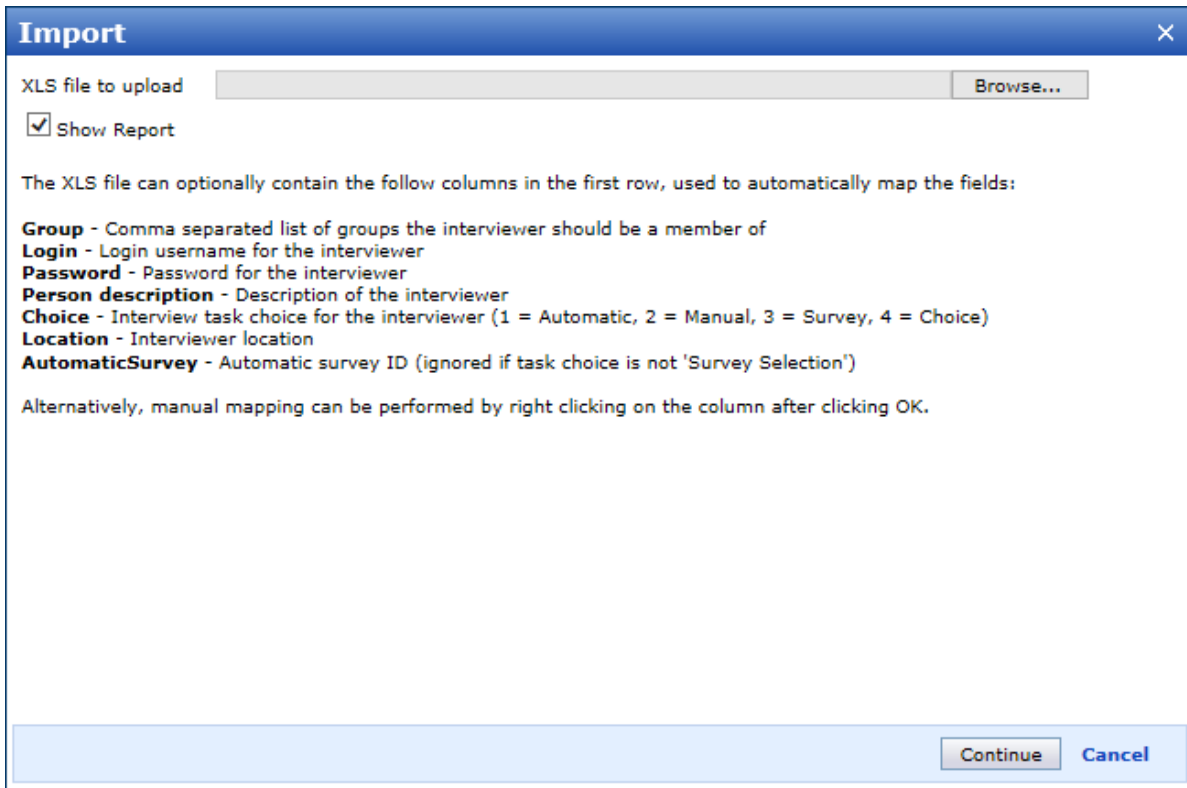 Import
XLS file to upload Browse...
Show Report
The XLS file can optionally contain the follow columns in the first row, used to automatically map the fields:
Group - Comma separated list of groups the interviewer should be a member of
Login - Login username for the interviewer
Password - Password for the interviewer
Person description - Description of the interviewer
Choice - Interview task choice for the interviewer (1 = Automatic, 2 = Manual, 3 = Survey, 4 = Choice)
Location - Interviewer location
AutomaticSurvey - Automatic survey ID (ignored if task choice is not 'Survey Selection')
Alternatively, manual mapping can be performed by right clicking on the column after clicking OK.
Continue Cancel